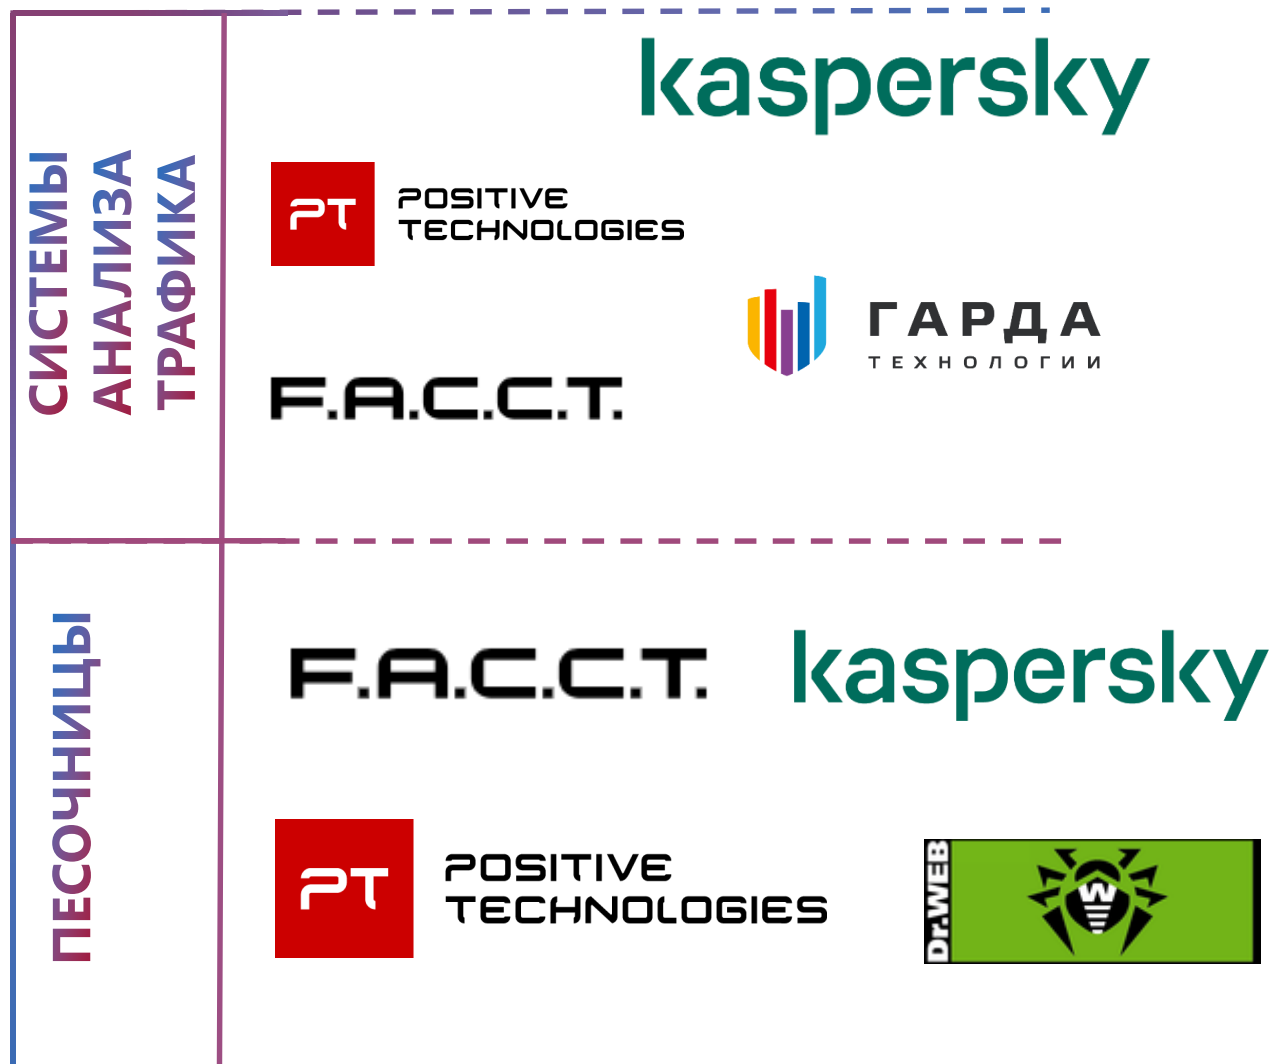 СИСТЕМЫ
АНАЛИЗА
ТРАФИКА
kaspersky
PT
POSITIVE
TECHNOLOGIES
ГАРДА
ТЕХНОЛОГИИ
F.A.C.C.T.
ПЕСОЧНИЦЫ
F.A.C.C.T.
kaspersky
PT
POSITIVE
TECHNOLOGIES
Dr.WEB
W